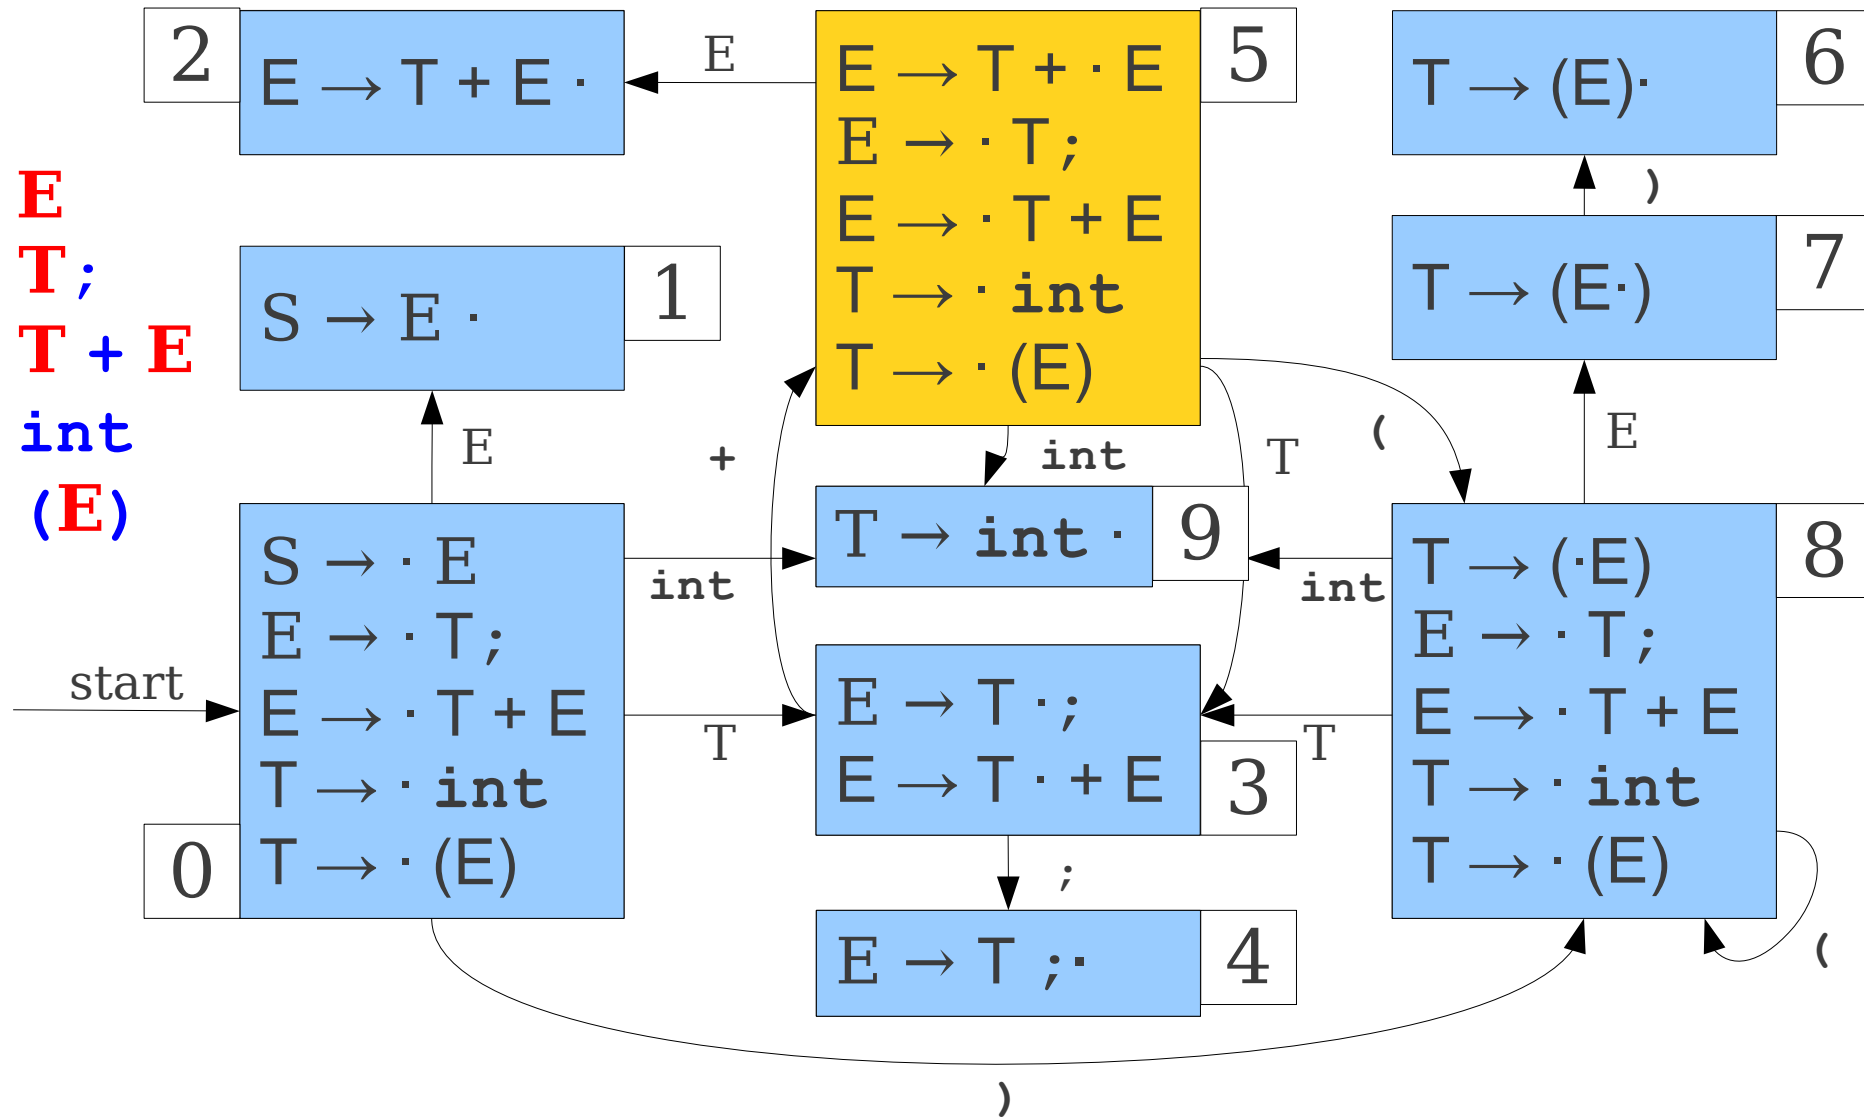 2
E → T + E ·
E
5
E → T + · E
E → · T ;
E → · T + E
T → · int
T → · (E)
6
T → (E)·
)
7
T → (E·)
E
E
T ;
T + E
int
(E)
1
S → E ·
E
+
int
T
(
T → int ·
9
int
int
start
S → · E
E → · T ;
E → · T + E
T → · int
T → · (E)
0
T
E → T · ;
E → T · + E
3
T
;
E → T ; ·
4
8
T → (·E)
E → · T ;
E → · T + E
T → · int
T → · (E)
(
)